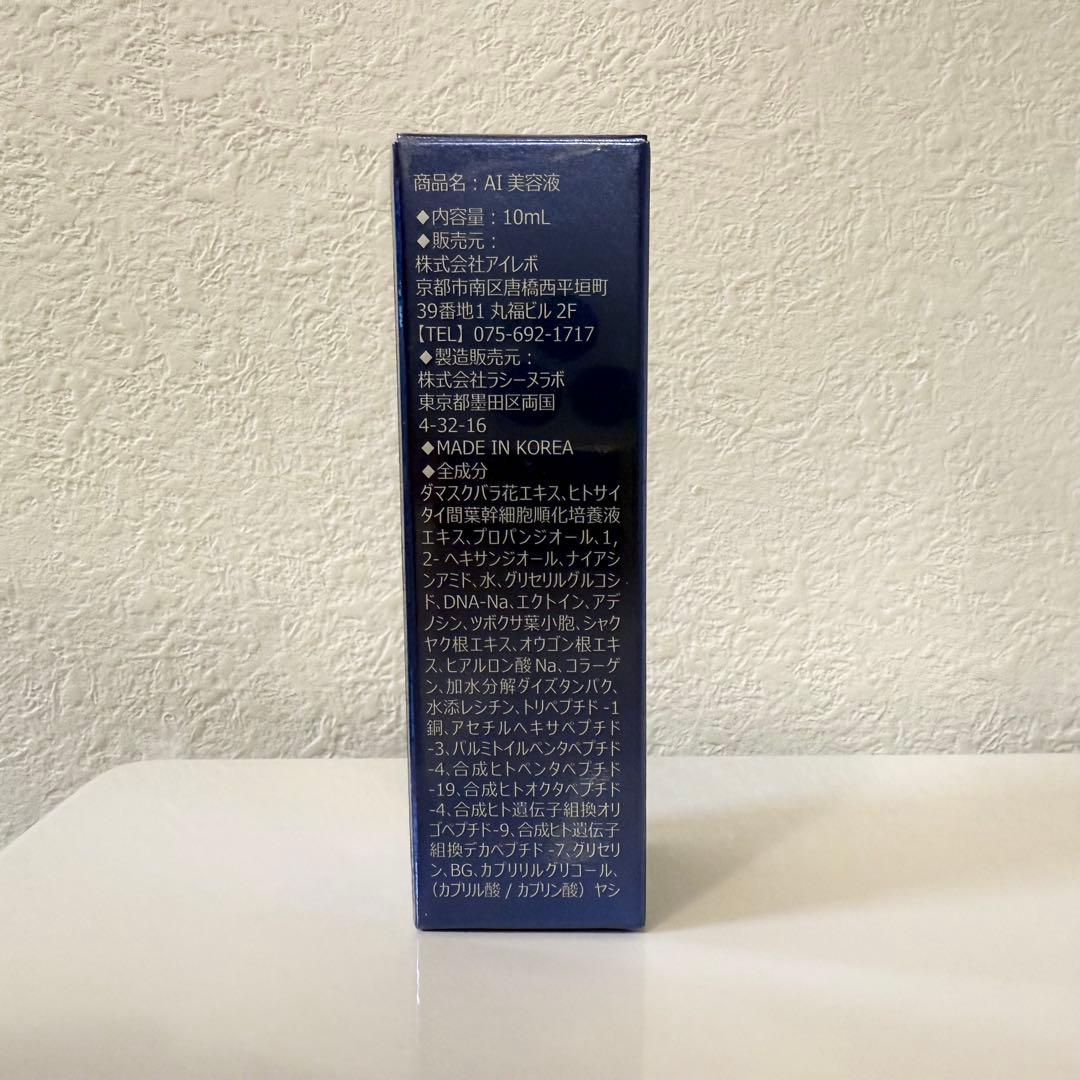 商品名：AI 美容液
◆内容量：10mL
◆販売元：
株式会社アイレボ
京都市南区唐橋西平垣町
39番地1 丸福ビル 2F
【TEL】075-692-1717
◆製造販売元：
株式会社ラシーヌラボ
東京都墨田区両国
4-32-16
◆MADE IN KOREA
◆全成分
ダマスクバラ花エキス、ヒトサイ
タイ間葉幹細胞順化培養液
エキス、プロパンジオール、1,
2- ヘキサンジオール、ナイアシ
ンアミド、水、グリセリルグルコシ
ド、DNA-Na、エクトイン、アデ
ノシン、ツボクサ葉小胞、シャク
ヤク根エキス、オウゴン根エキ
ス、ヒアルロン酸Na、コラーゲ
ン、加水分解ダイズタンパク、
水添レシチン、トリペプチド-1
銅、アセチルヘキサペプチド
-3、パルミトイルペンタペプチド
-4、合成ヒトペンタペプチド
-19、合成ヒトオクタペプチド
-4、合成ヒト遺伝子組換オリ
ゴペプチド-9、合成ヒト遺伝子
組換デカペプチド-7、グリセリ
ン、BG、カプリリルグリコール、
（カプリル酸 / カプリン酸）ヤシ